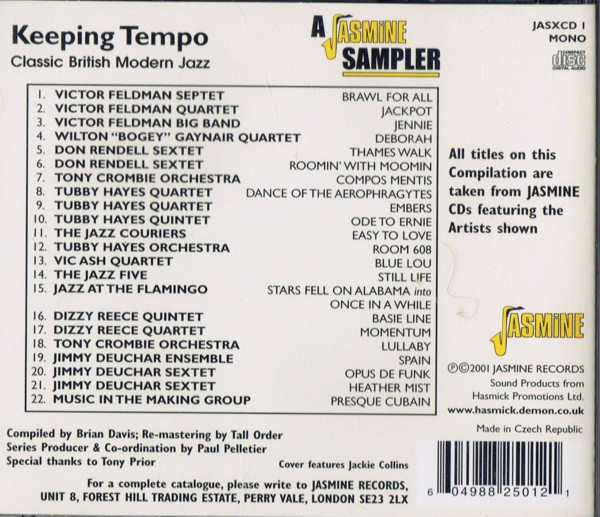 Keeping Tempo
Classic British Modern Jazz
A JASMINE SAMPLER
JASXCD 1
MONO
COMPACT disc DIGITAL AUDIO
1. VICTOR FELDMAN SEPTET BRAWL FOR ALL
2. VICTOR FELDMAN QUARTET JACKPOT
3. VICTOR FELDMAN BIG BAND JENNIE
4. WILTON “BOGEY” GAYNAIR QUARTET DEBORAH
5. DON RENDELL SEXTET THAMES WALK
6. DON RENDELL SEXTET ROOMIN' WITH MOOMIN
7. TONY CROMBIE ORCHESTRA COMPOS MENTIS
8. TUBBY HAYES QUARTET DANCE OF THE AEROPHRAGYTES
9. TUBBY HAYES QUARTET EMBERS
10. TUBBY HAYES QUINTET ODE TO ERNIE
11. THE JAZZ COURIERS EASY TO LOVE
12. TUBBY HAYES ORCHESTRA ROOM 608
13. VIC ASH QUARTET BLUE LOU
14. THE JAZZ FIVE STILL LIFE
15. JAZZ AT THE FLAMINGO STARS FELL ON ALABAMA into
ONCE IN A WHILE
16. DIZZY REECE QUINTET BASIE LINE
17. DIZZY REECE QUARTET MOMENTUM
18. TONY CROMBIE ORCHESTRA LULLABY
19. JIMMY DEUCHAR ENSEMBLE SPAIN
20. JIMMY DEUCHAR SEXTET OPUS DE FUNK
21. JIMMY DEUCHAR SEXTET HEATHER MIST
22. MUSIC IN THE MAKING GROUP PRESQUE CUBAIN
All titles on this
Compilation are
taken from JASMINE
CDs featuring the
Artists shown
JASMINE
℗©2001 JASMINE RECORDS
Sound Products from
Hasmick Promotions Ltd.
www.hasmick.demon.co.uk
Made in Czech Republic
Compiled by Brian Davis; Re-mastering by Tall Order
Series Producer & Co-ordination by Paul Pelletier
Special thanks to Tony Prior
Cover features Jackie Collins
For a complete catalogue, please write to JASMINE RECORDS,
UNIT 8, FOREST HILL TRADING ESTATE, PERRY VALE, LONDON SE23 2LX
6 04988 25012 1